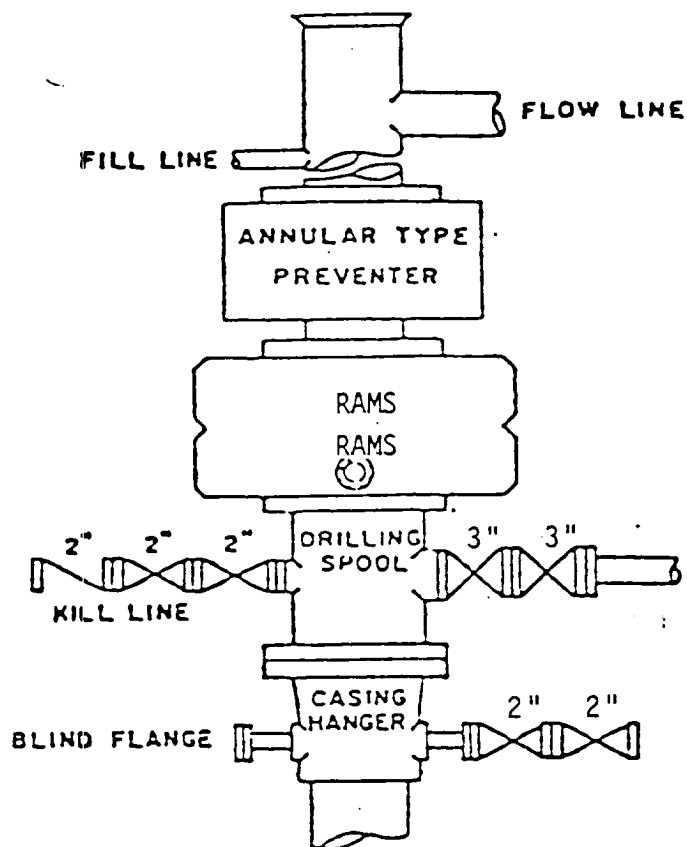 FLOW LINE
FILL LINE
ANNULAR TYPE
PREVENTER
RAMS
RAMS
DRILLING
SPOOL
2"
2"
2"
3"
3"
KILL LINE
CASING
HANGER
2"
2"
BLIND FLANGE